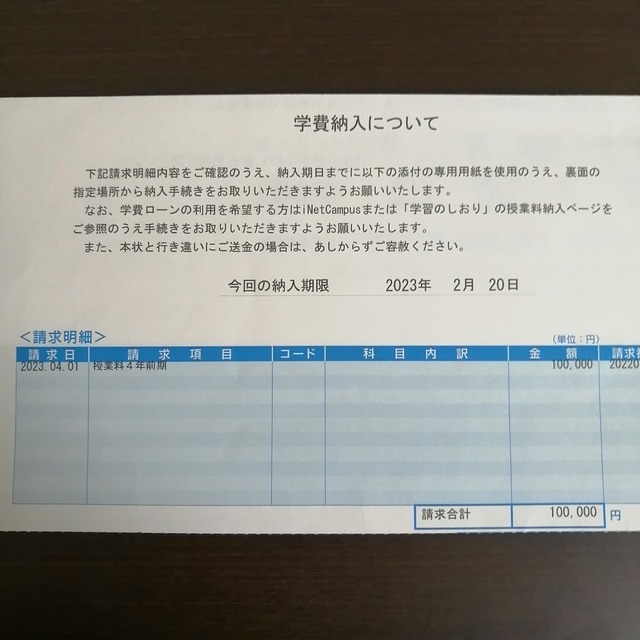 学費納入について
下記請求明細内容をご確認のうえ、納入期日までに以下の添付の専用用紙を使用のうえ、裏面の
指定場所から納入手続きをお取りいただきますようお願いいたします。
なお、学費ローンの利用を希望する方はiNetCampusまたは「学習のしおり」の授業料納入ページを
ご参照のうえ手続きをお取りいただきますようお願いいたします。
また、本状と行き違いにご送金の場合は、あしからずご容赦ください。
今回の納入期限 2023年 2月 20日
＜請求明細＞ (単位：円)
請求日 請求項目 コード 科目内訳 金額 請求
2023.04.01 授業料４年前期 100,000 20220
請求合計 100,000 円